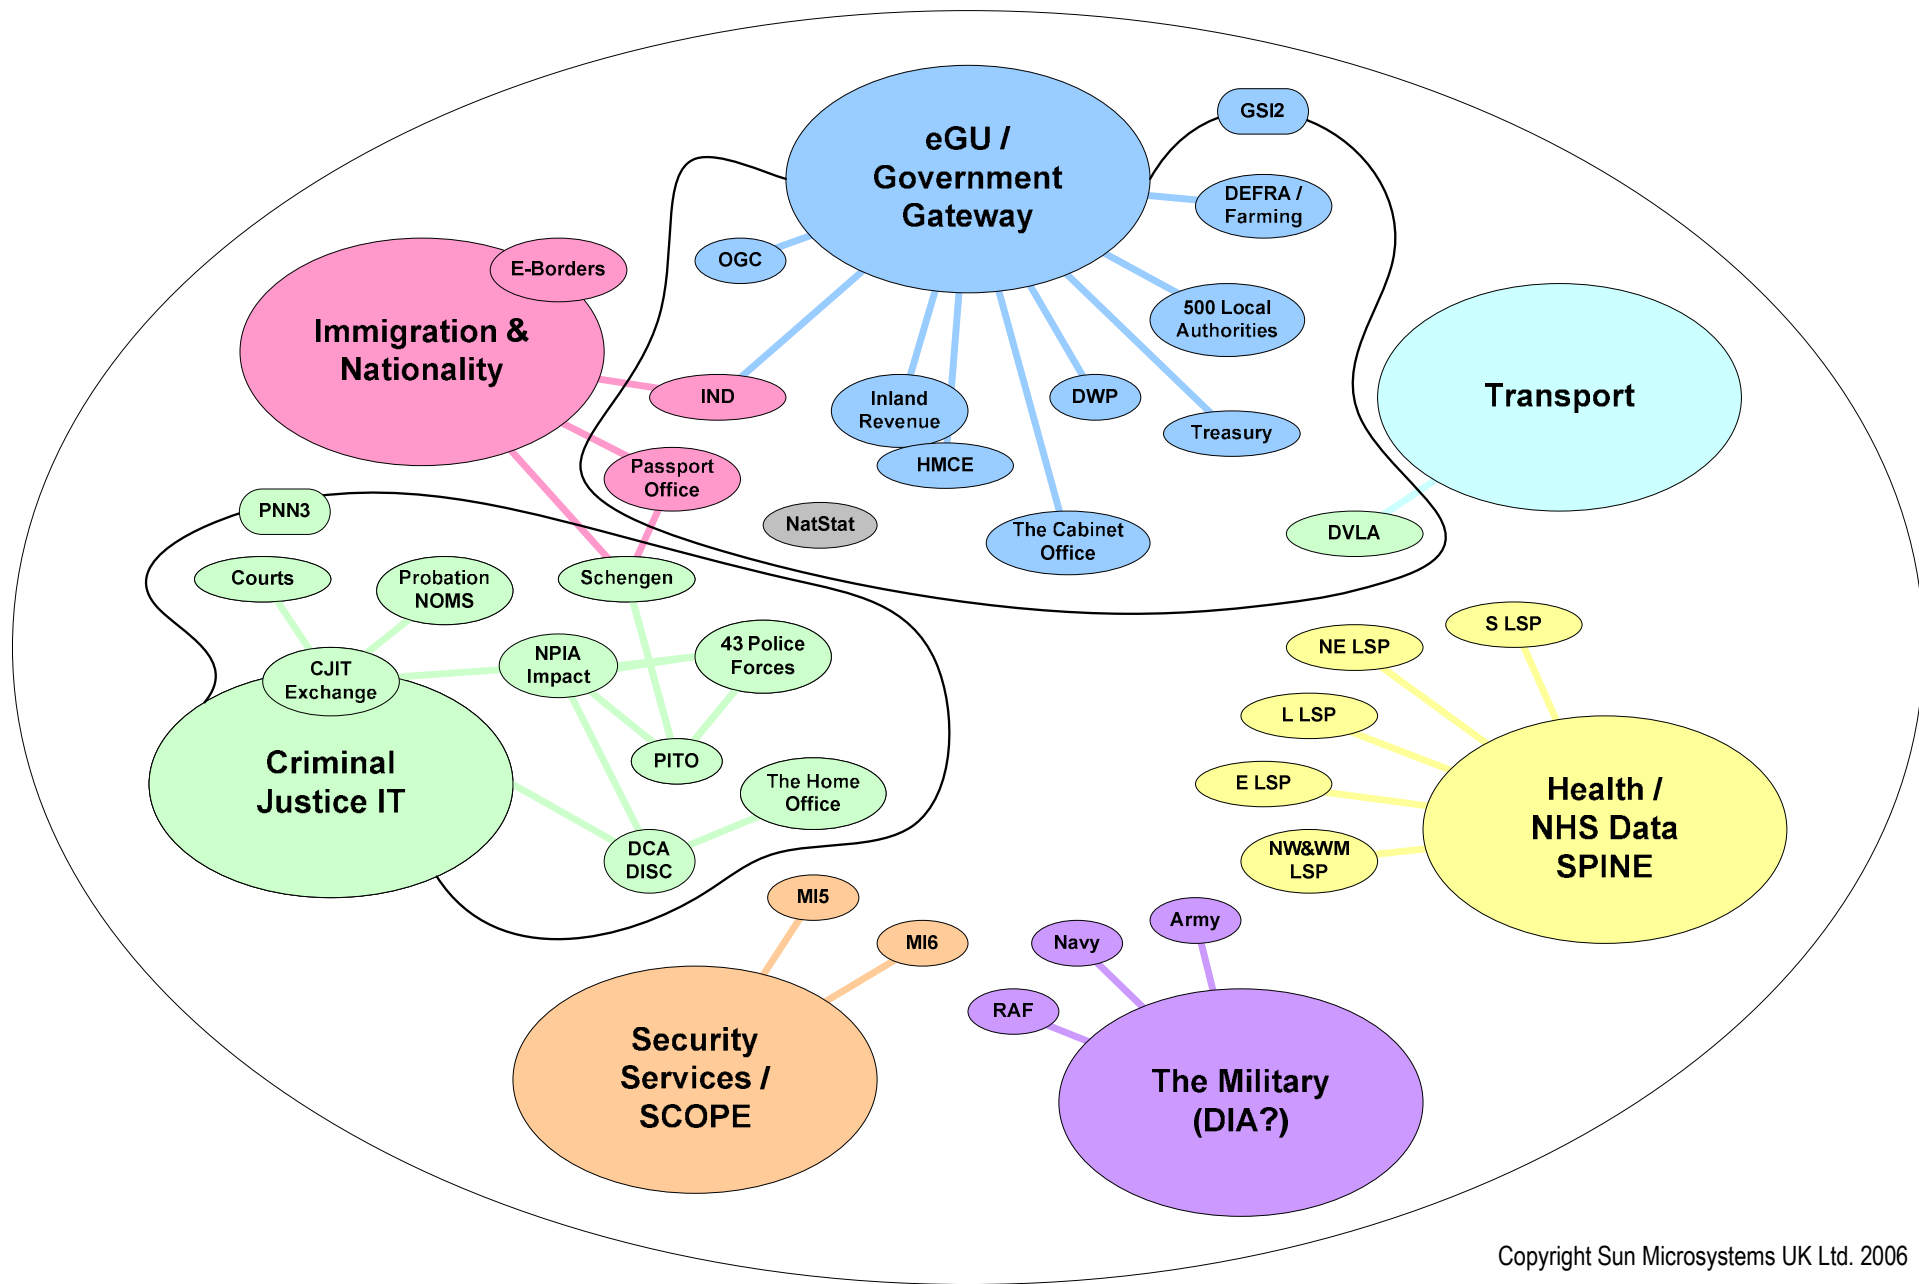 GSI2
eGU /
Government
Gateway
DEFRA /
Farming
OGC
E-Borders
Immigration &
Nationality
500 Local
Authorities
IND
Inland
Revenue
DWP
Transport
Treasury
HMCE
Passport
Office
PNN3
NatStat
The Cabinet
Office
DVLA
Courts
Probation
NOMS
Schengen
S LSP
NE LSP
CJIT
Exchange
NPIA
Impact
43 Police
Forces
L LSP
PITO
Criminal
Justice IT
The Home
Office
E LSP
Health /
NHS Data
SPINE
DCA
DISC
NW&WM
LSP
MI5
MI6
Army
Navy
RAF
Security
Services /
SCOPE
The Military
(DIA?)
Copyright Sun Microsystems UK Ltd. 2006